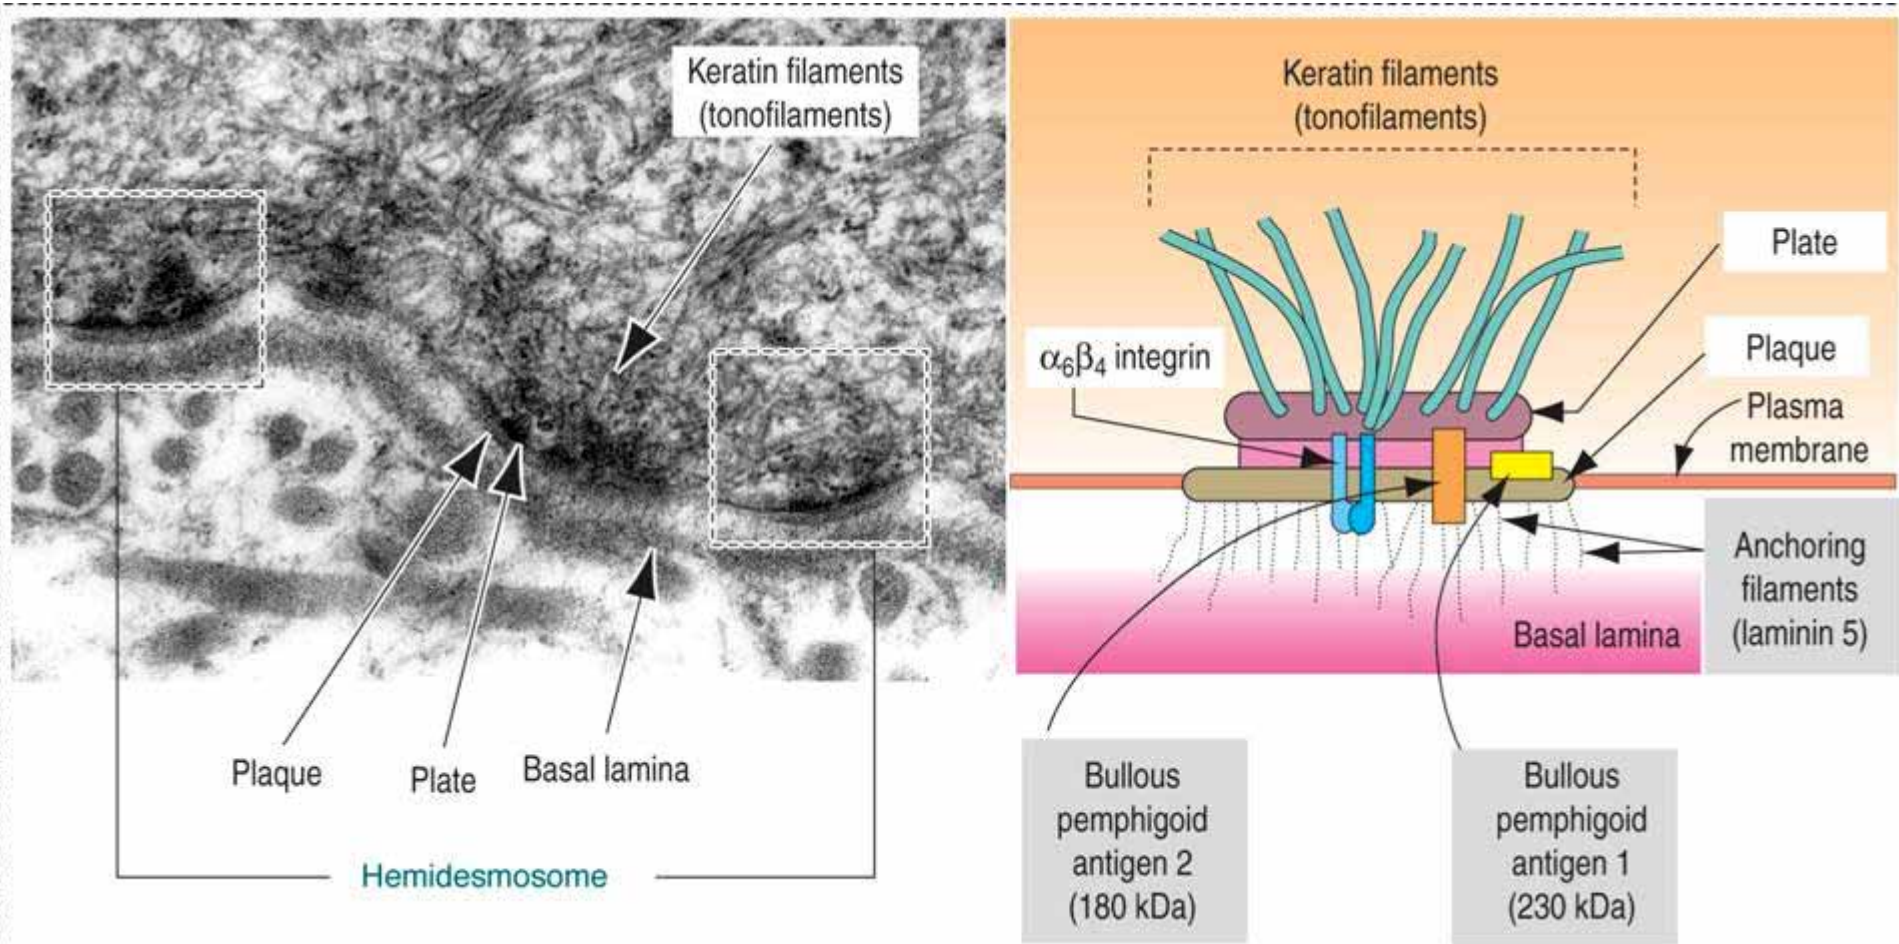 Keratin filaments
(tonofilaments)
Plaque
Plate
Basal lamina
Hemidesmosome
Keratin filaments
(tonofilaments)
Plate
α₆β₄ integrin
Plaque
Plasma
membrane
Anchoring
filaments
(laminin 5)
Basal lamina
Bullous
pemphigoid
antigen 2
(180 kDa)
Bullous
pemphigoid
antigen 1
(230 kDa)